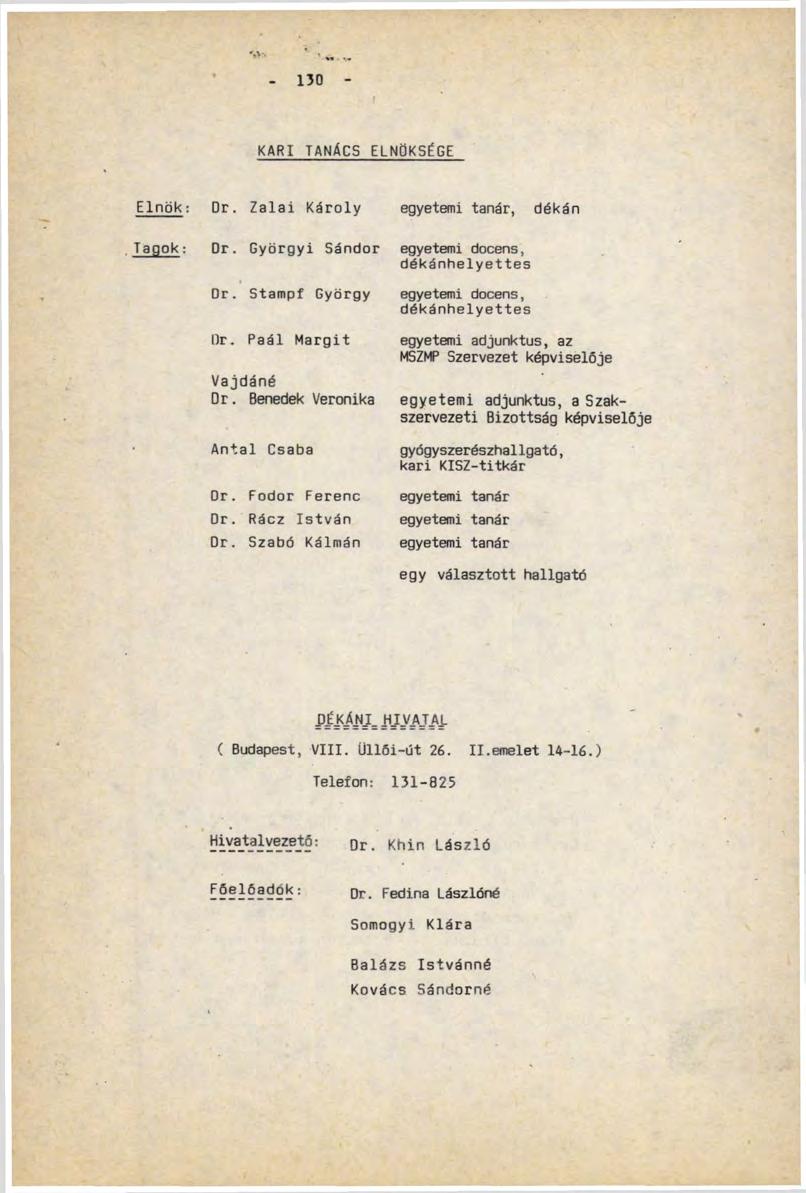 - 130 -
KARI TANÁCS ELNÖKSÉGE
Elnök: Dr. Zalai Károly egyetemi tanár, dékán
Tagok: Dr. Györgyi Sándor egyetemi docens,
dékánhelyettes
Dr. Stampf György egyetemi docens,
dékánhelyettes
Dr. Paál Margit egyetemi adjunktus, az
MSZMP Szervezet képviselője
Vajdáné
Dr. Benedek Veronika egyetemi adjunktus, a Szak-
szervezeti Bizottság képviselője
Antal Csaba gyógyszerészhallgató,
kari KISZ-titkár
Dr. Fodor Ferenc egyetemi tanár
Dr. Rácz István egyetemi tanár
Dr. Szabó Kálmán egyetemi tanár
egy választott hallgató
DÉKÁNI HIVATAL
( Budapest, VIII. Üllői-út 26. II.emelet 14-16.)
Telefon: 131-825
Hivatalvezető: Dr. Khin László
Főelőadók: Dr. Fedina Lászlóné
Somogyi Klára
Balázs Istvánné
Kovács Sándorné